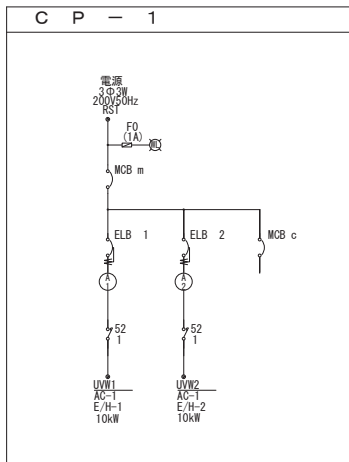 CP-1
電源
3Φ3W
200V50Hz
RST
F0
(1A)
WL
MCB m
ELB 1
ELB 2
MCB c
A
1
A
2
52
1
52
1
UVW1
AC-1
E/H-1
10kW
UVW2
AC-1
E/H-2
10kW